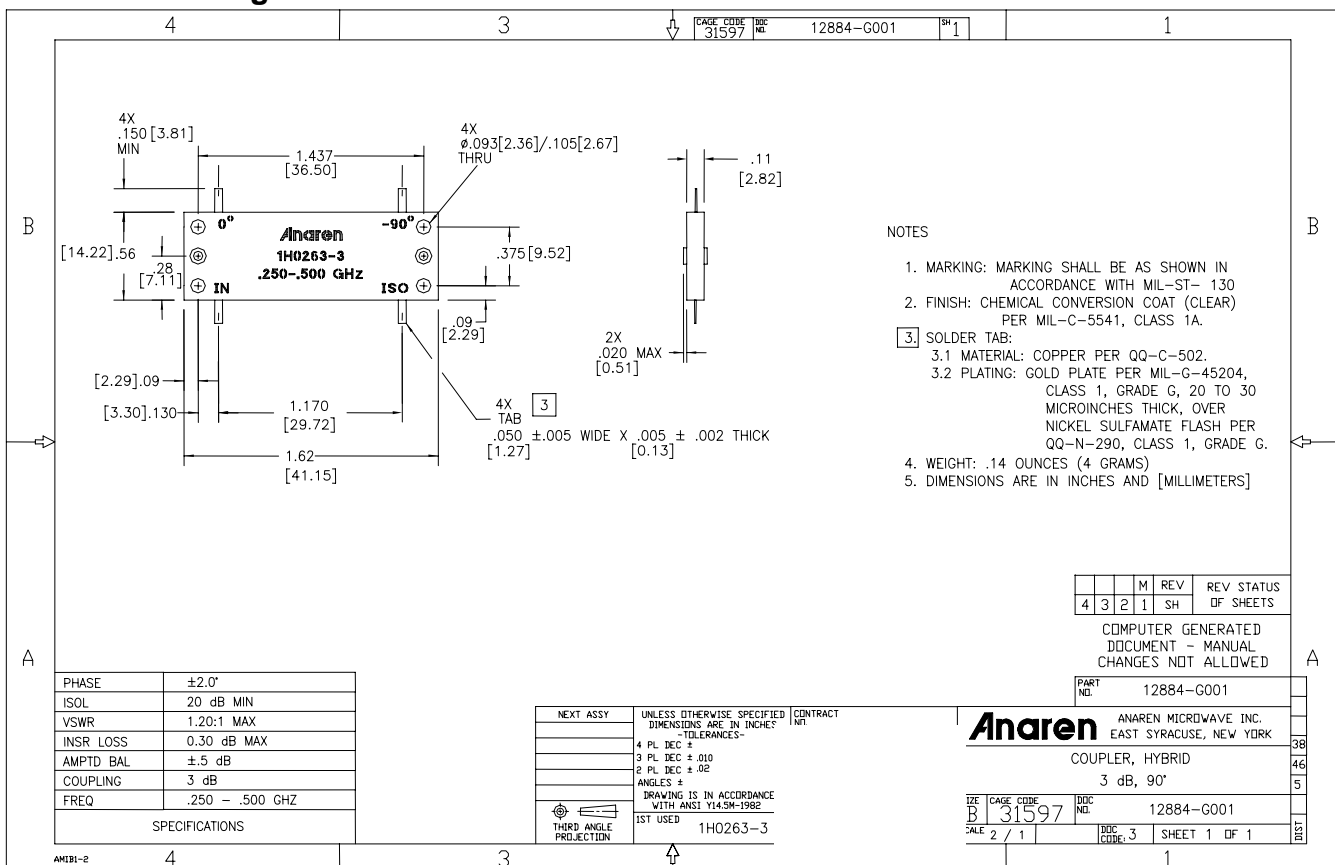 4 3 1
CAGE CODE 31597 DOC NO. 12884-G001 SH 1
4X
.150 [3.81]
MIN
1.437
[36.50]
4X
ø.093[2.36]/.105[2.67]
THRU
.11
[2.82]
B
B
0° -90°
Anaren
1H0263-3
.250-.500 GHz
IN ISO
[14.22].56
.28
[7.11]
.375[9.52]
.09
[2.29]
2X
.020 MAX
[0.51]
[2.29].09
[3.30].130
1.170
[29.72]
4X 3
TAB
.050 ±.005 WIDE X .005 ± .002 THICK
[1.27] [0.13]
1.62
[41.15]
NOTES
1. MARKING: MARKING SHALL BE AS SHOWN IN
ACCORDANCE WITH MIL-ST- 130
2. FINISH: CHEMICAL CONVERSION COAT (CLEAR)
PER MIL-C-5541, CLASS 1A.
3. SOLDER TAB:
3.1 MATERIAL: COPPER PER QQ-C-502.
3.2 PLATING: GOLD PLATE PER MIL-G-45204,
CLASS 1, GRADE G, 20 TO 30
MICROINCHES THICK, OVER
NICKEL SULFAMATE FLASH PER
QQ-N-290, CLASS 1, GRADE G.
4. WEIGHT: .14 OUNCES (4 GRAMS)
5. DIMENSIONS ARE IN INCHES AND [MILLIMETERS]
M REV REV STATUS
4 3 2 1 SH OF SHEETS
COMPUTER GENERATED
DOCUMENT - MANUAL
CHANGES NOT ALLOWED
A
A
PHASE ±2.0°
ISOL 20 dB MIN
VSWR 1.20:1 MAX
INSR LOSS 0.30 dB MAX
AMPTD BAL ±.5 dB
COUPLING 3 dB
FREQ .250 - .500 GHZ
SPECIFICATIONS
NEXT ASSY
THIRD ANGLE
PROJECTION
UNLESS OTHERWISE SPECIFIED
DIMENSIONS ARE IN INCHES
-TOLERANCES-
4 PL DEC ±
3 PL DEC ± .010
2 PL DEC ± .02
ANGLES ±
DRAWING IS IN ACCORDANCE
WITH ANSI Y14.5M-1982
1ST USED
1H0263-3
CONTRACT
NO.
PART
NO. 12884-G001
Anaren ANAREN MICROWAVE INC.
EAST SYRACUSE, NEW YORK
COUPLER, HYBRID
3 dB, 90°
IZE B CAGE CODE 31597 DOC NO. 12884-G001
CALE 2 / 1 DOC CODE: 3 SHEET 1 OF 1
38
46
5
DIST
AMIB1-2 4 3 1